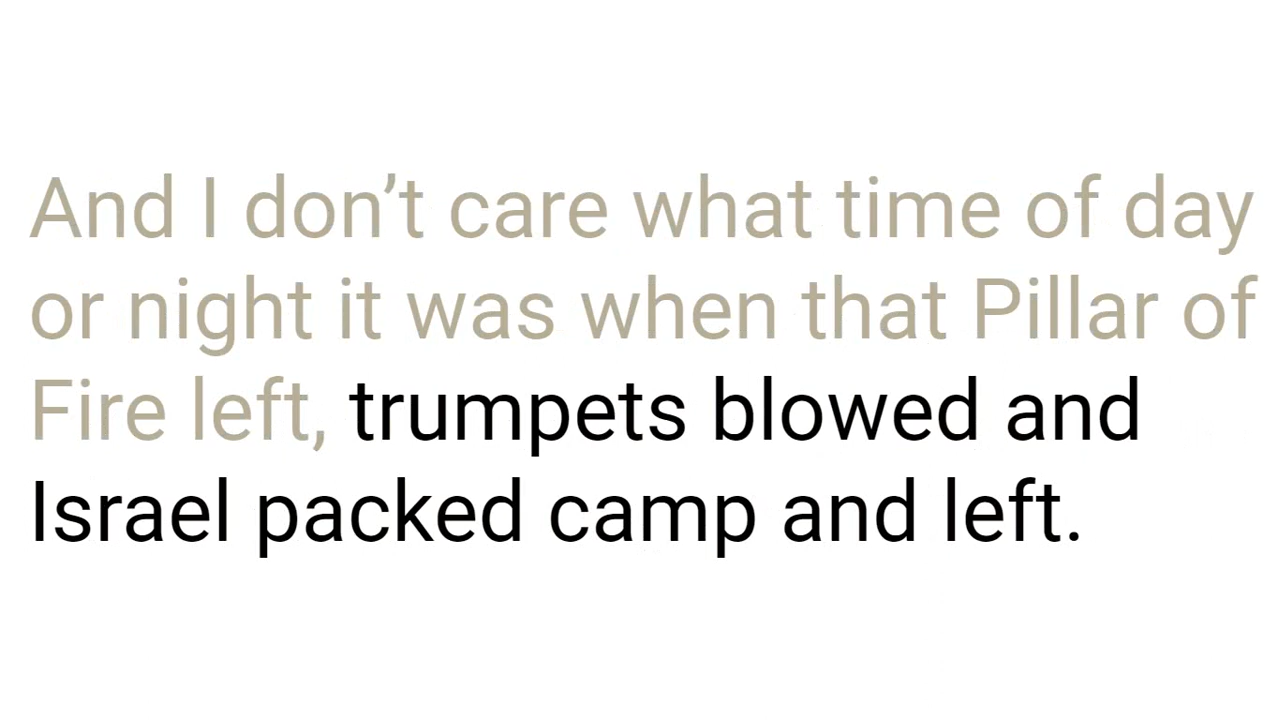 And I don’t care what time of day
or night it was when that Pillar of
Fire left, trumpets blowed and
Israel packed camp and left.